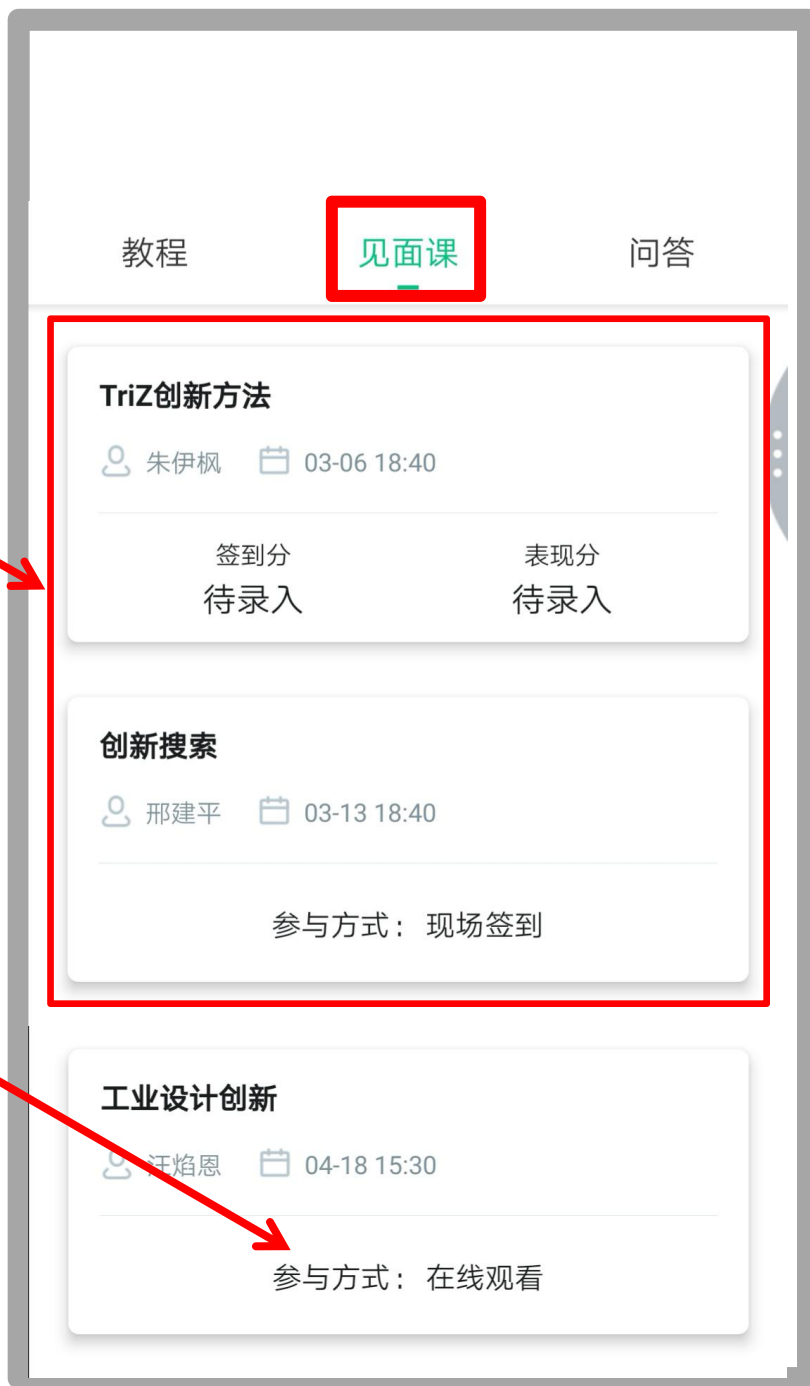 教程 见面课 问答
TriZ创新方法
朱伊枫 03-06 18:40
签到分 表现分
待录入 待录入
创新搜索
邢建平 03-13 18:40
参与方式: 现场签到
工业设计创新
汪焰恩 04-18 15:30
参与方式: 在线观看